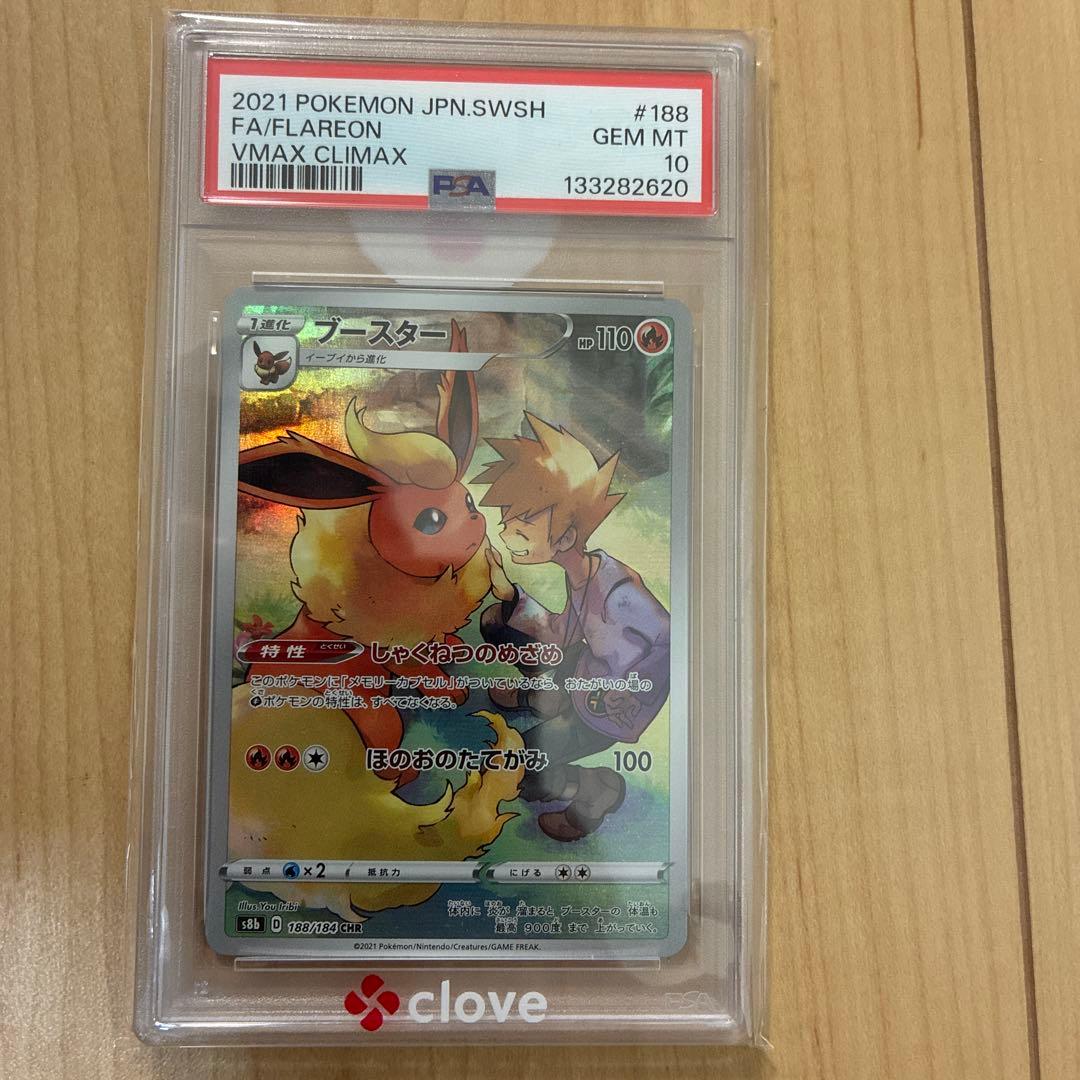 2021 POKEMON JPN.SWSH #188
FA/FLAREON GEM MT
VMAX CLIMAX 10
PSA 133282620
1進化 ブースター HP 110
イーブイから進化
特性 とくせい しゃくねつのめざめ
このポケモンに「メモリーカプセル」がついているなら、おたがいの場の
ポケモンの特性は、すべてなくなる。
ほのおのたてがみ 100
弱点 ×2 抵抗力 にげる
Illus. You Iribi
体内に 炎が 溜まると ブースターの 体温も
s8b D 188/184 CHR 最高 900度 まで 上がっていく。
©2021 Pokémon/Nintendo/Creatures/GAME FREAK.
clove
PSA